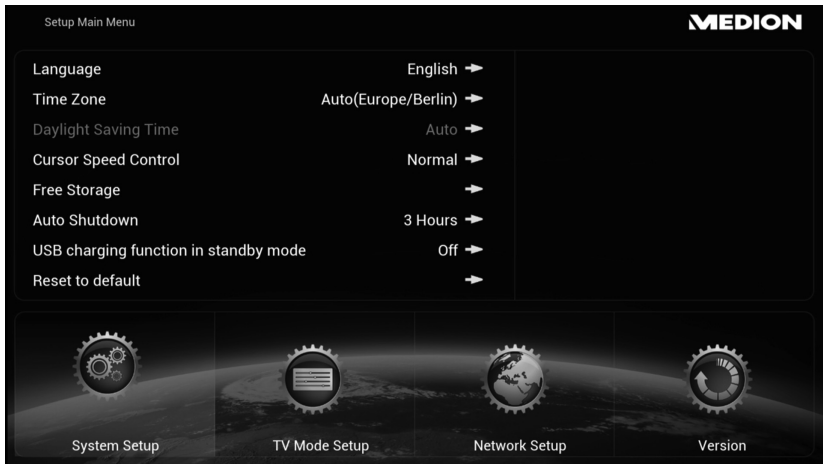 Setup Main Menu
MEDION
Language English
Time Zone Auto(Europe/Berlin)
Daylight Saving Time Auto
Cursor Speed Control Normal
Free Storage
Auto Shutdown 3 Hours
USB charging function in standby mode Off
Reset to default
System Setup TV Mode Setup Network Setup Version